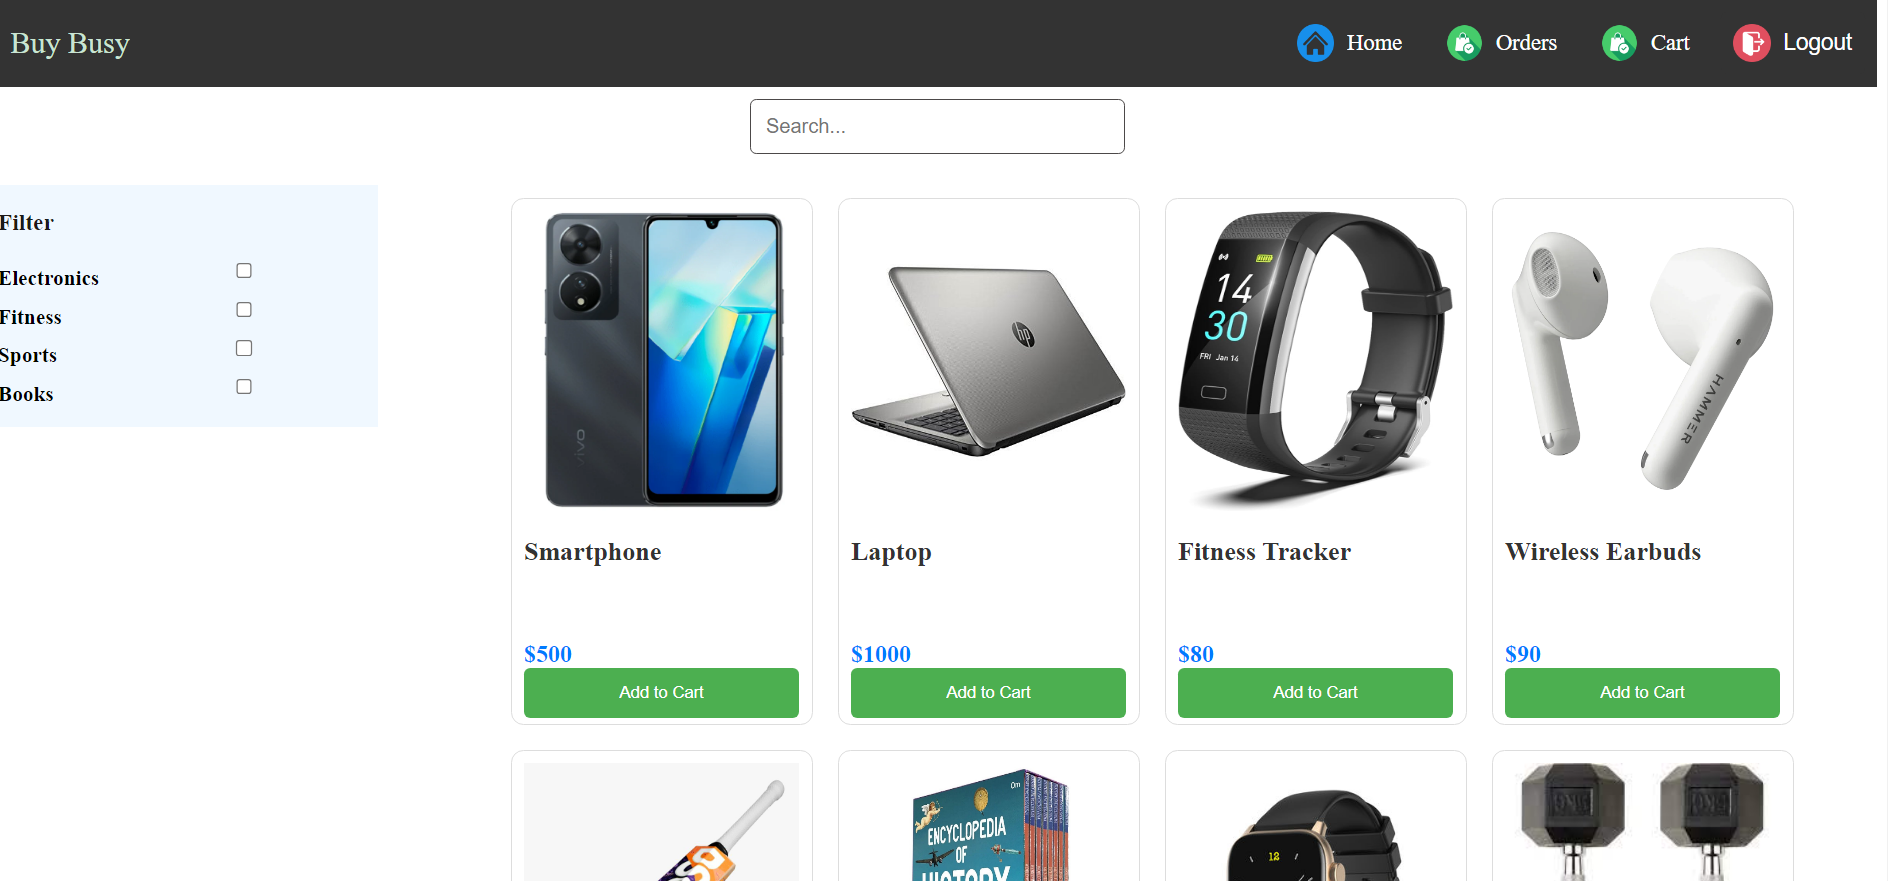 Buy Busy
Home
Orders
Cart
Logout
Search...
Filter
Electronics
Fitness
Sports
Books
vivo
hp
14
30
FRI Jan 14
HAMMER
Smartphone
Laptop
Fitness Tracker
Wireless Earbuds
$500
$1000
$80
$90
Add to Cart
Add to Cart
Add to Cart
Add to Cart
Om
ENCYCLOPEDIA
OF
HISTORY
12